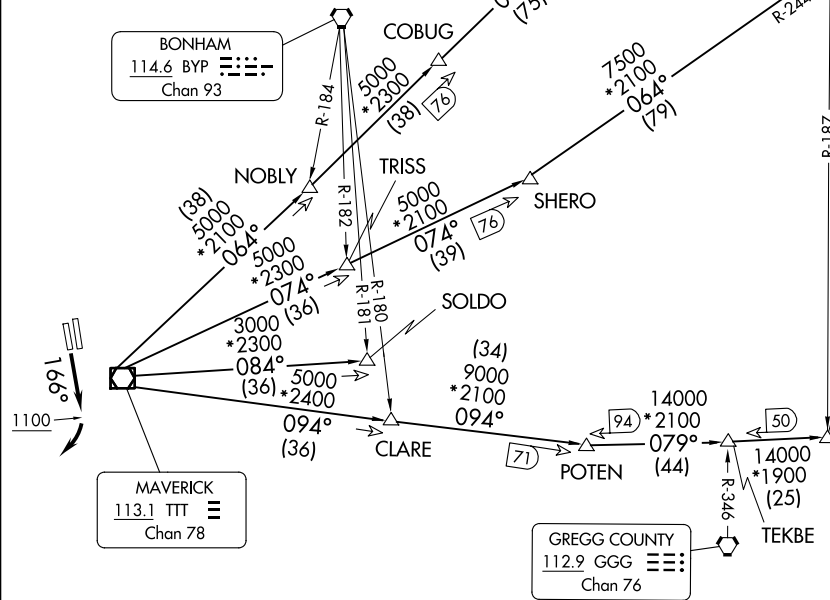 (75)
R-244
BONHAM
114.6 BYP
Chan 93
COBUG
5000
*2300
(38)
76
7500
*2100
064°
(79)
R-184
R-187
NOBLY
TRISS
R-182
5000
*2100
074°
(39)
76
SHERO
(38)
5000
*2100
064°
5000
*2300
074°
(36)
R-181
R-180
SOLDO
3000
*2300
084°
(36)
166°
1100
5000
*2400
094°
(36)
CLARE
(34)
9000
*2100
094°
71
POTEN
94
14000
*2100
079°
(44)
50
14000
*1900
(25)
TEKBE
R-346
MAVERICK
113.1 TTT
Chan 78
GREGG COUNTY
112.9 GGG
Chan 76